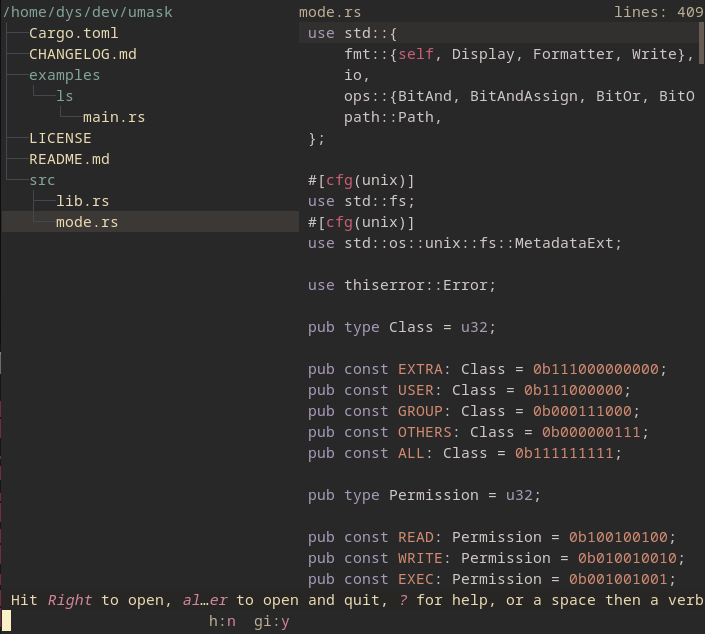 /home/dys/dev/umask
Cargo.toml
CHANGELOG.md
examples
ls
main.rs
LICENSE
README.md
src
lib.rs
mode.rs
mode.rs lines: 409
use std::{
fmt::{self, Display, Formatter, Write},
io,
ops::{BitAnd, BitAndAssign, BitOr, BitO
path::Path,
};
#[cfg(unix)]
use std::fs;
#[cfg(unix)]
use std::os::unix::fs::MetadataExt;
use thiserror::Error;
pub type Class = u32;
pub const EXTRA: Class = 0b111000000000;
pub const USER: Class = 0b111000000;
pub const GROUP: Class = 0b000111000;
pub const OTHERS: Class = 0b000000111;
pub const ALL: Class = 0b111111111;
pub type Permission = u32;
pub const READ: Permission = 0b100100100;
pub const WRITE: Permission = 0b010010010;
pub const EXEC: Permission = 0b001001001;
Hit Right to open, al…er to open and quit, ? for help, or a space then a verb
h:n gi:y